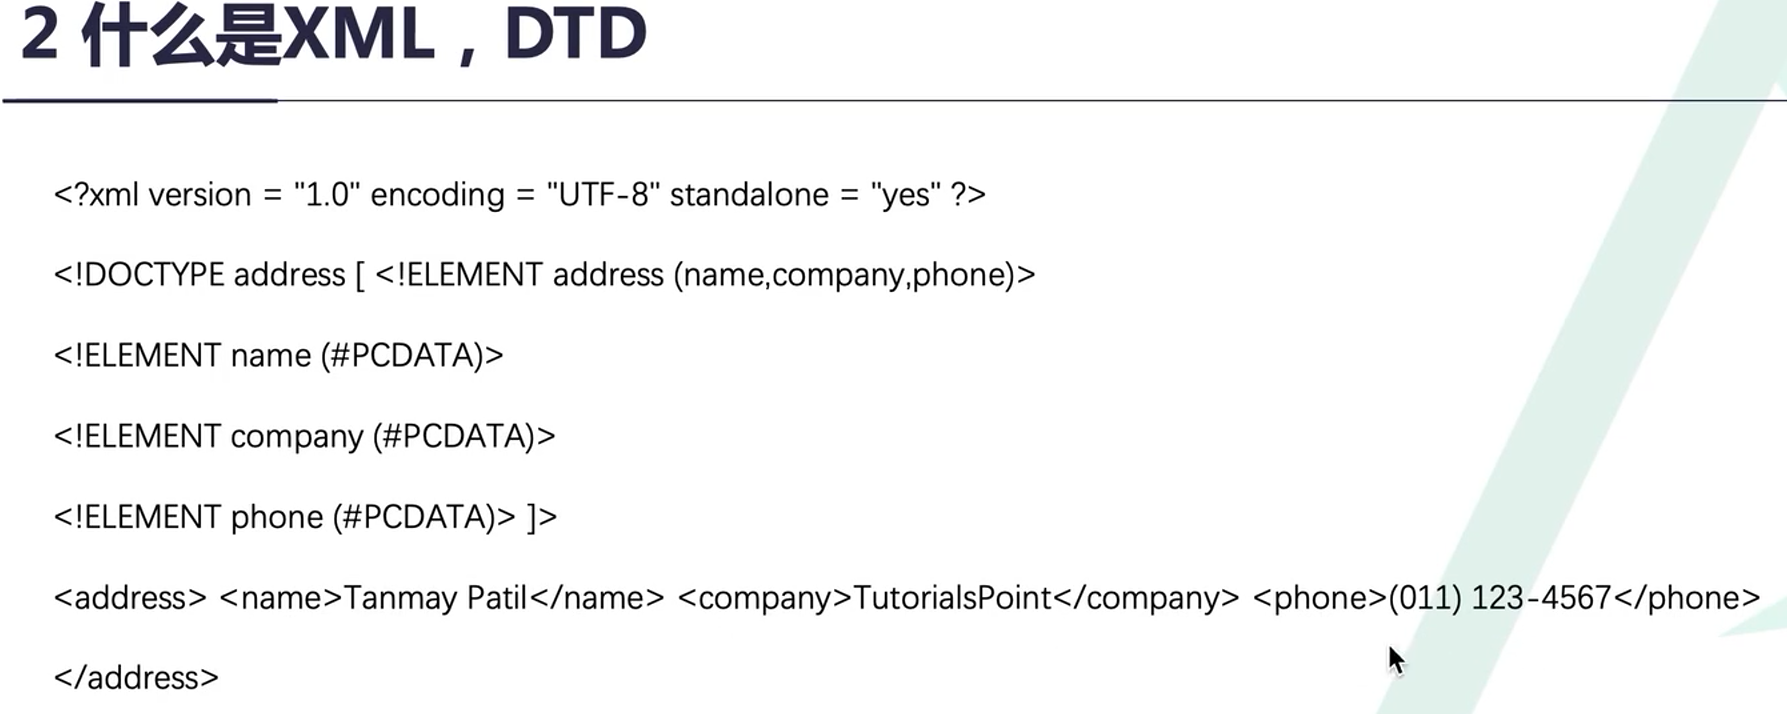 2 什么是XML，DTD
<?xml version = "1.0" encoding = "UTF-8" standalone = "yes" ?>
<!DOCTYPE address [ <!ELEMENT address (name,company,phone)>
<!ELEMENT name (#PCDATA)>
<!ELEMENT company (#PCDATA)>
<!ELEMENT phone (#PCDATA)> ]>
<address> <name>Tanmay Patil</name> <company>TutorialsPoint</company> <phone>(011) 123-4567</phone>
</address>